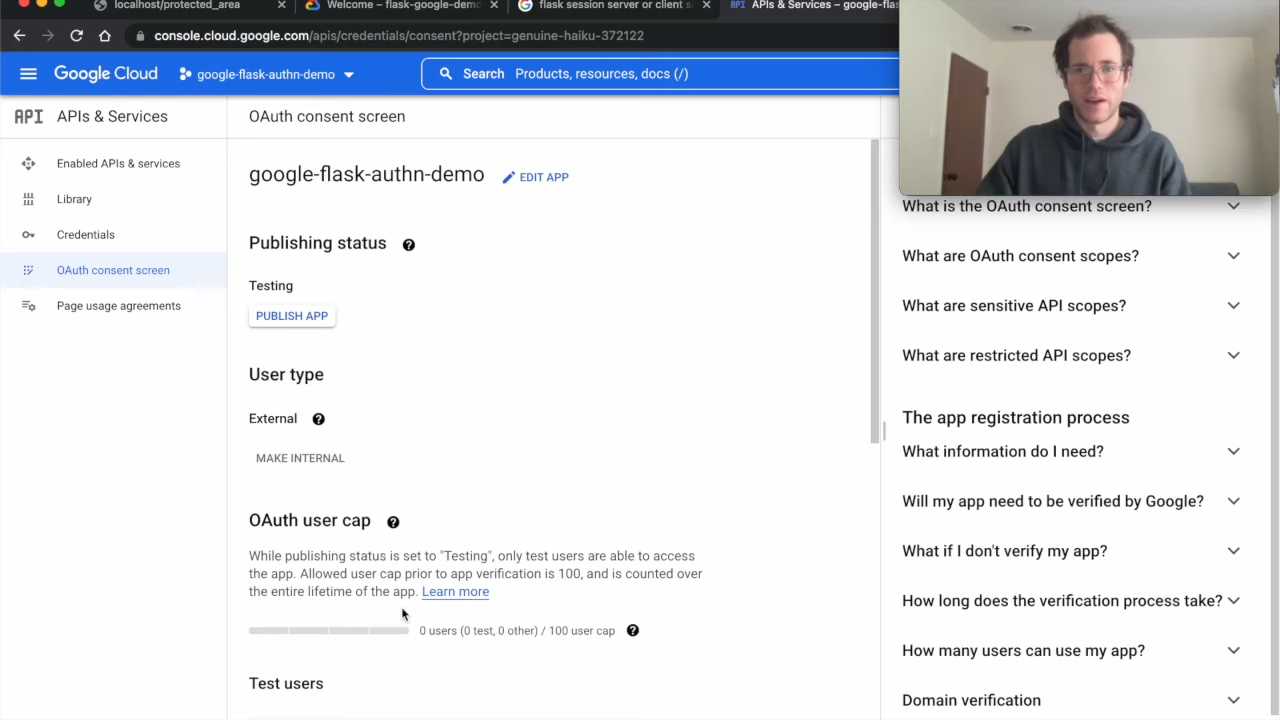 localhost/protected_area
Welcome – flask-google-demo
flask session server or client si
APIs & Services – google-flas
console.cloud.google.com/apis/credentials/consent?project=genuine-haiku-372122
Google Cloud
google-flask-authn-demo
Search Products, resources, docs (/)
API APIs & Services
Enabled APIs & services
Library
Credentials
OAuth consent screen
Page usage agreements
OAuth consent screen
google-flask-authn-demo
EDIT APP
Publishing status
Testing
PUBLISH APP
User type
External
MAKE INTERNAL
OAuth user cap
While publishing status is set to "Testing", only test users are able to access
the app. Allowed user cap prior to app verification is 100, and is counted over
the entire lifetime of the app. Learn more
0 users (0 test, 0 other) / 100 user cap
Test users
What is the OAuth consent screen?
What are OAuth consent scopes?
What are sensitive API scopes?
What are restricted API scopes?
The app registration process
What information do I need?
Will my app need to be verified by Google?
What if I don't verify my app?
How long does the verification process take?
How many users can use my app?
Domain verification